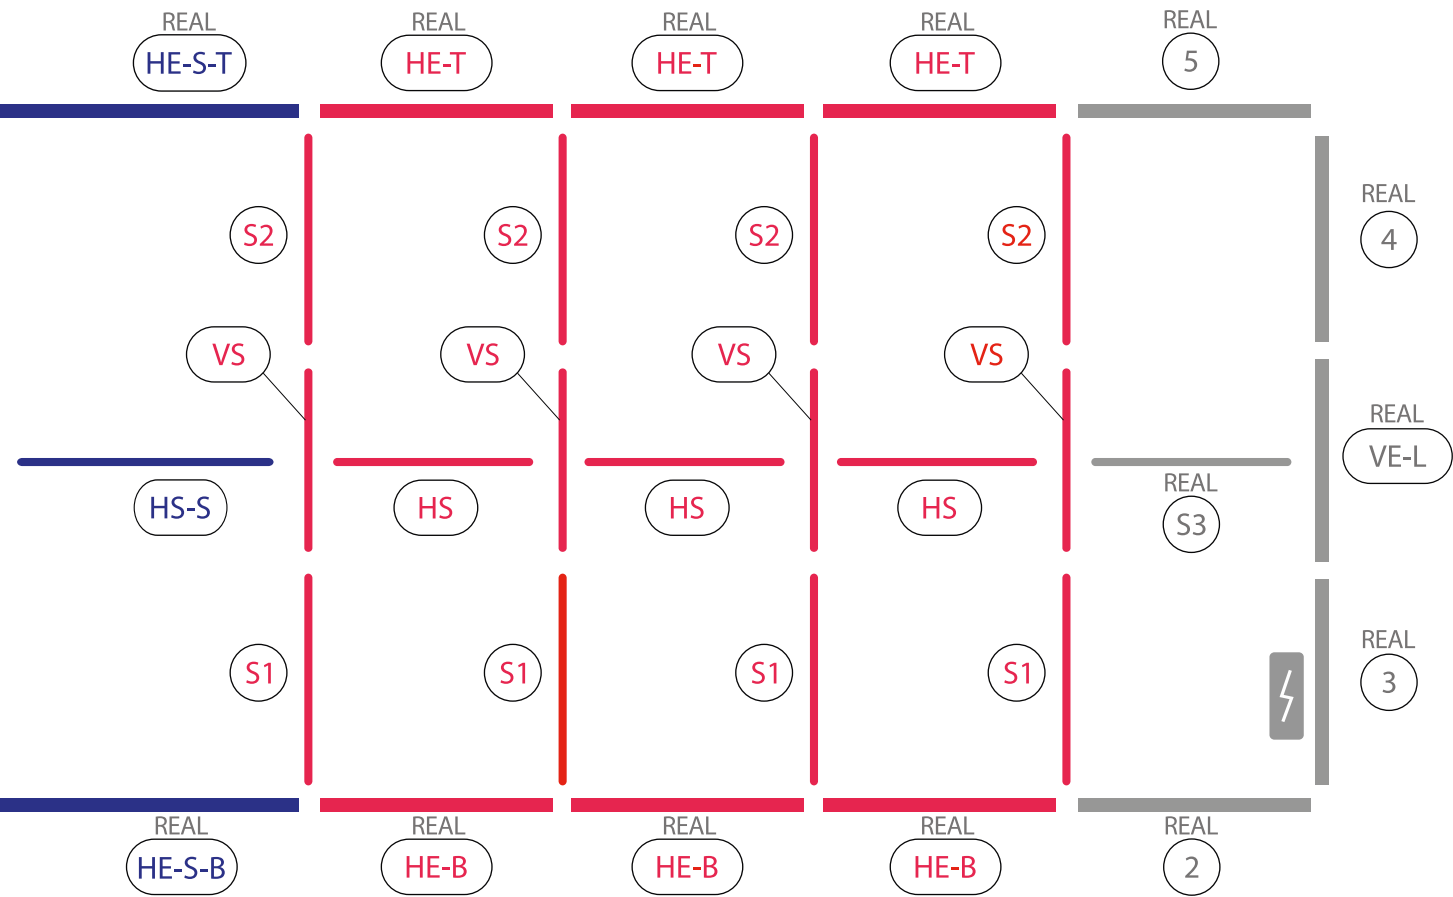 REAL
HE-S-T
REAL
HE-T
REAL
HE-T
REAL
HE-T
REAL
5
REAL
4
S2
S2
S2
S2
VS
VS
VS
VS
REAL
VE-L
HS-S
HS
HS
HS
REAL
S3
REAL
3
S1
S1
S1
S1
REAL
HE-S-B
REAL
HE-B
REAL
HE-B
REAL
HE-B
REAL
2